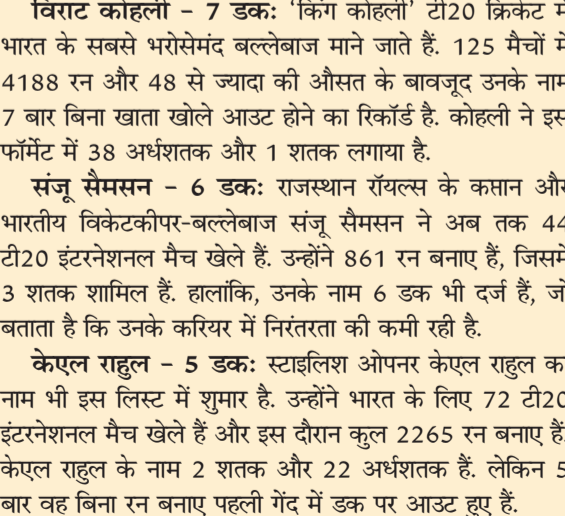 विराट कोहली – 7 डक: 'किंग कोहली' टी20 क्रिकेट में
भारत के सबसे भरोसेमंद बल्लेबाज माने जाते हैं. 125 मैचों में
4188 रन और 48 से ज्यादा की औसत के बावजूद उनके नाम
7 बार बिना खाता खोले आउट होने का रिकॉर्ड है. कोहली ने इस
फॉर्मेट में 38 अर्धशतक और 1 शतक लगाया है.
संजू सैमसन – 6 डक: राजस्थान रॉयल्स के कप्तान और
भारतीय विकेटकीपर-बल्लेबाज संजू सैमसन ने अब तक 44
टी20 इंटरनेशनल मैच खेले हैं. उन्होंने 861 रन बनाए हैं, जिसमें
3 शतक शामिल हैं. हालांकि, उनके नाम 6 डक भी दर्ज हैं, जो
बताता है कि उनके करियर में निरंतरता की कमी रही है.
केएल राहुल – 5 डक: स्टाइलिश ओपनर केएल राहुल का
नाम भी इस लिस्ट में शुमार है. उन्होंने भारत के लिए 72 टी20
इंटरनेशनल मैच खेले हैं और इस दौरान कुल 2265 रन बनाए हैं.
केएल राहुल के नाम 2 शतक और 22 अर्धशतक हैं. लेकिन 5
बार वह बिना रन बनाए पहली गेंद में डक पर आउट हुए हैं.